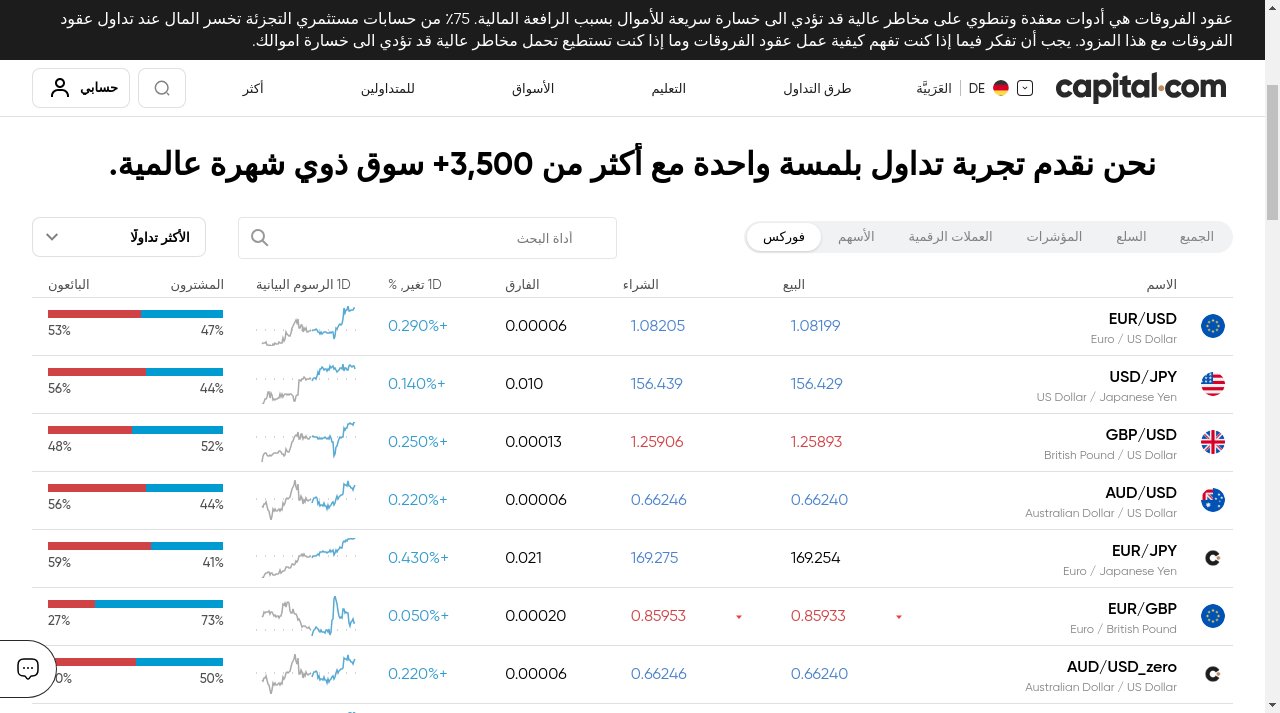 عقود الفروقات هي أدوات معقدة وتنطوي على مخاطر عالية قد تؤدي الى خسارة سريعة للأموال بسبب الرافعة المالية. 75٪ من حسابات مستثمري التجزئة تخسر المال عند تداول عقود
الفروقات مع هذا المزود. يجب أن تفكر فيما إذا كنت تفهم كيفية عمل عقود الفروقات وما إذا كنت تستطيع تحمل مخاطر عالية قد تؤدي الى خسارة اموالك.
capital.com DE العَرَبيَّة طرق التداول التعليم الأسواق للمتداولين أكثر حسابي
نحن نقدم تجربة تداول بلمسة واحدة مع أكثر من 3,500+ سوق ذوي شهرة عالمية.
الجميع السلع المؤشرات العملات الرقمية الأسهم فوركس أداة البحث الأكثر تداولًا
الاسم البيع الشراء الفارق 1D تغير, % 1D الرسوم البيانية المشترون البائعون
EUR/USD 1.08199 1.08205 0.00006 0.290%+ 47% 53%
Euro / US Dollar
USD/JPY 156.429 156.439 0.010 0.140%+ 44% 56%
US Dollar / Japanese Yen
GBP/USD 1.25893 1.25906 0.00013 0.250%+ 52% 48%
British Pound / US Dollar
AUD/USD 0.66240 0.66246 0.00006 0.220%+ 44% 56%
Australian Dollar / US Dollar
EUR/JPY 169.254 169.275 0.021 0.430%+ 41% 59%
Euro / Japanese Yen
EUR/GBP 0.85933 0.85953 0.00020 0.050%+ 73% 27%
Euro / British Pound
AUD/USD_zero 0.66240 0.66246 0.00006 0.220%+ 50%
Australian Dollar / US Dollar